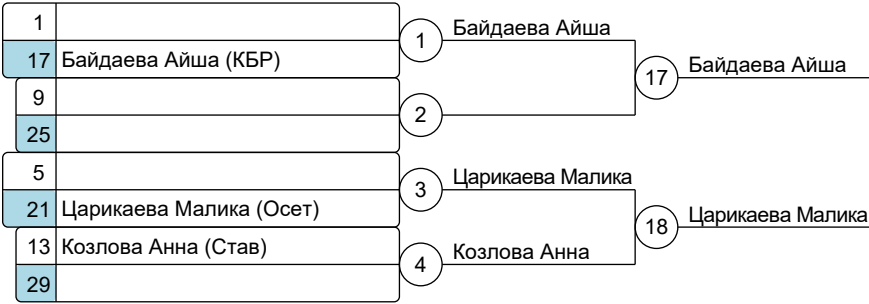 1
17 Байдаева Айша (КБР)
1
Байдаева Айша
9
25
2
17
Байдаева Айша
5
21 Царикаева Малика (Осет)
3
Царикаева Малика
13 Козлова Анна (Став)
29
4
Козлова Анна
18
Царикаева Малика